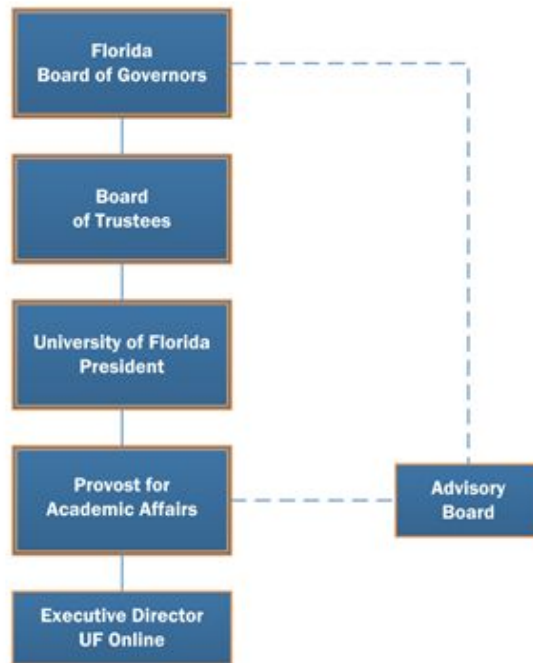 Florida
Board of Governors
Board
of Trustees
University of Florida
President
Provost for
Academic Affairs
Advisory
Board
Executive Director
UF Online